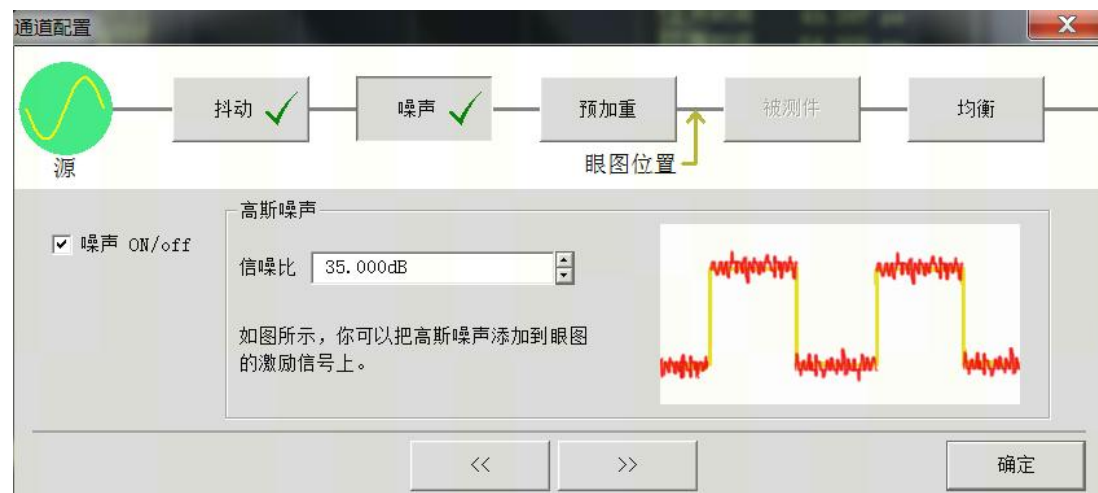 通道配置
抖动
噪声
预加重
被测件
均衡
源
眼图位置
噪声 ON/off
高斯噪声
信噪比 35.000dB
如图所示，你可以把高斯噪声添加到眼图
的激励信号上。
<<
>>
确定